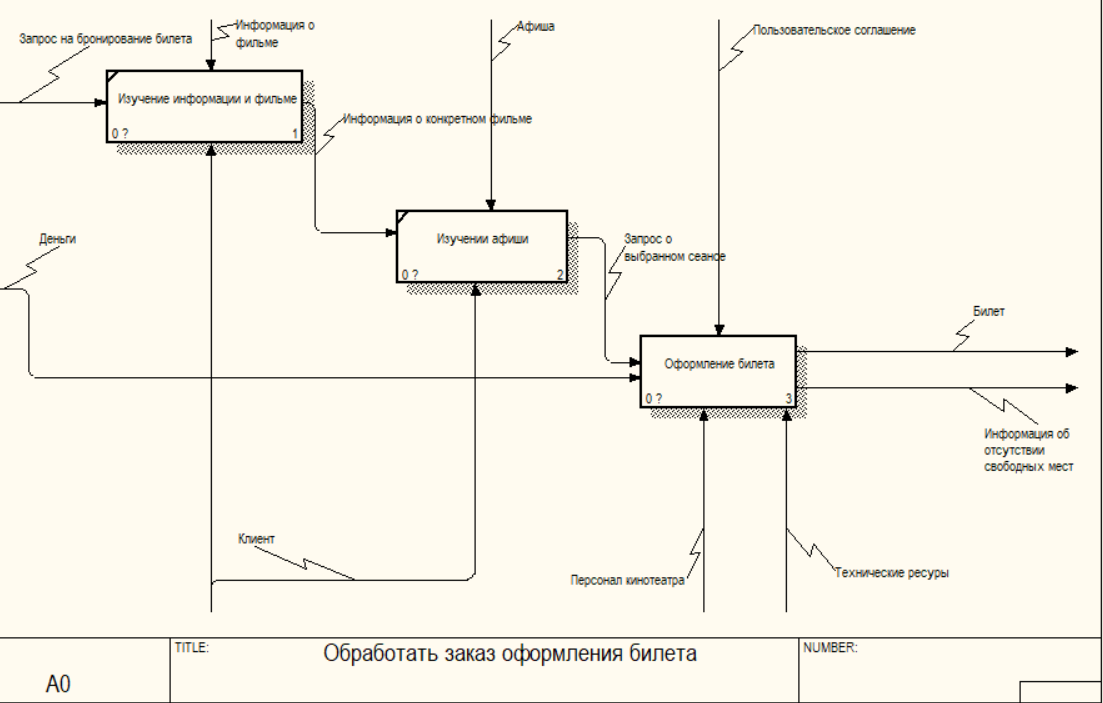 Запрос на бронирование билета
Информация о
фильме
Афиша
Пользовательское соглашение
Изучение информации и фильме
0 ?
1
Информация о конкретном фильме
Деньги
Изучении афиши
0 ?
2
Запрос о
выбранном сеансе
Билет
Оформление билета
0 ?
3
Информация об
отсутствии
свободных мест
Клиент
Персонал кинотеатра
Технические ресуры
A0
TITLE:
Обработать заказ оформления билета
NUMBER: